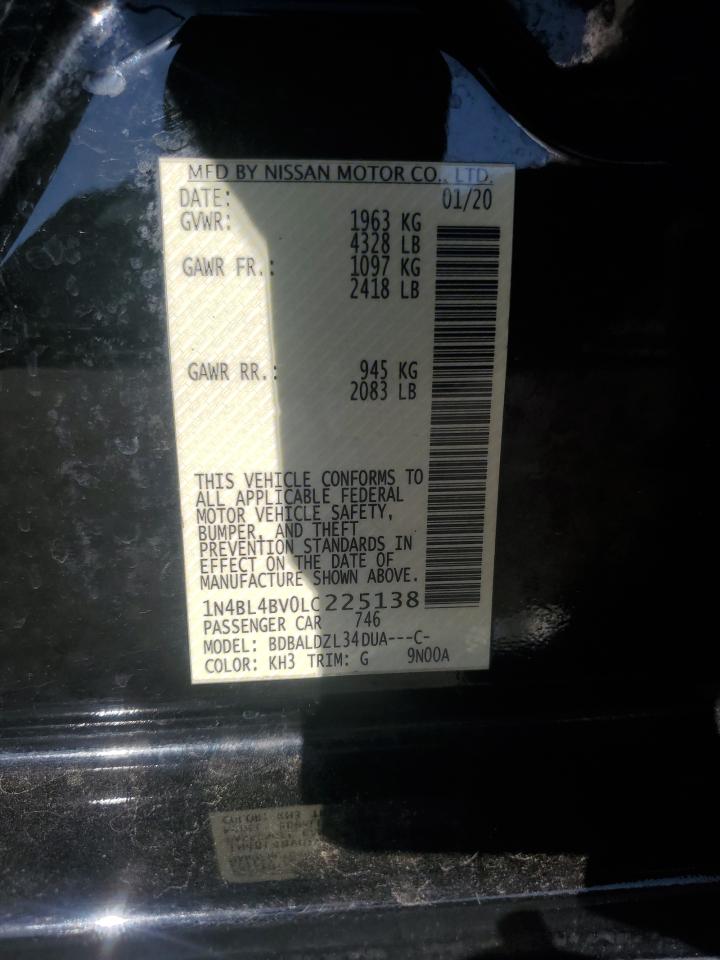 MFD BY NISSAN MOTOR CO., LTD.
DATE: 01/20
GVWR: 1963 KG
4328 LB
GAWR FR.: 1097 KG
2418 LB
GAWR RR.: 945 KG
2083 LB
THIS VEHICLE CONFORMS TO
ALL APPLICABLE FEDERAL
MOTOR VEHICLE SAFETY,
BUMPER, AND THEFT
PREVENTION STANDARDS IN
EFFECT ON THE DATE OF
MANUFACTURE SHOWN ABOVE.
1N4BL4BV0LC225138
PASSENGER CAR 746
MODEL: BDBALDZL34DUA---C-
COLOR: KH3 TRIM: G 9N00A